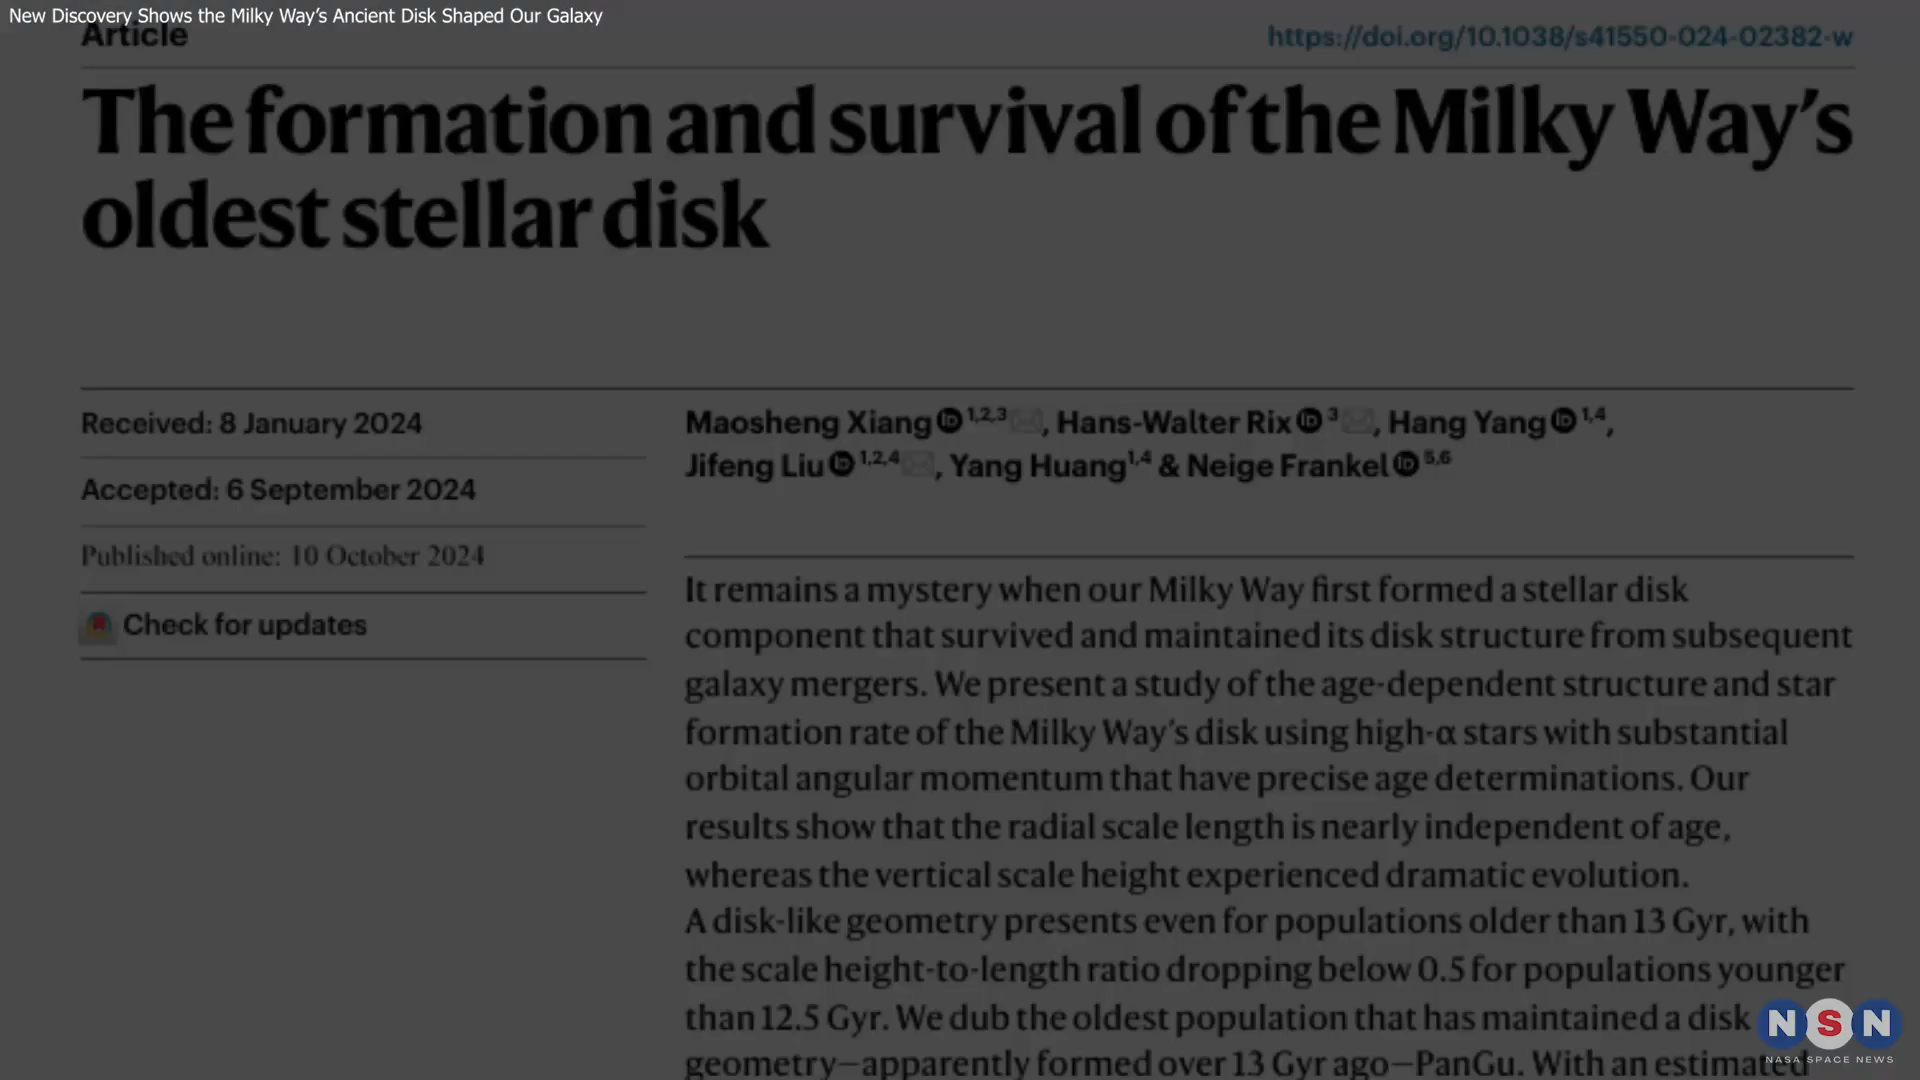 New Discovery Shows the Milky Way’s Ancient Disk Shaped Our Galaxy
Article
https://doi.org/10.1038/s41550-024-02382-w
The formation and survival of the Milky Way’s
oldest stellar disk
Received: 8 January 2024
Accepted: 6 September 2024
Published online: 10 October 2024
Check for updates
Maosheng Xiang iD 1,2,3, Hans-Walter Rix iD 3, Hang Yang iD 1,4,
Jifeng Liu iD 1,2,4, Yang Huang1,4 & Neige Frankel iD 5,6
It remains a mystery when our Milky Way first formed a stellar disk
component that survived and maintained its disk structure from subsequent
galaxy mergers. We present a study of the age-dependent structure and star
formation rate of the Milky Way’s disk using high-α stars with substantial
orbital angular momentum that have precise age determinations. Our
results show that the radial scale length is nearly independent of age,
whereas the vertical scale height experienced dramatic evolution.
A disk-like geometry presents even for populations older than 13 Gyr, with
the scale height-to-length ratio dropping below 0.5 for populations younger
than 12.5 Gyr. We dub the oldest population that has maintained a disk
geometry—apparently formed over 13 Gyr ago—PanGu. With an estimated
NSN
NASA SPACE NEWS